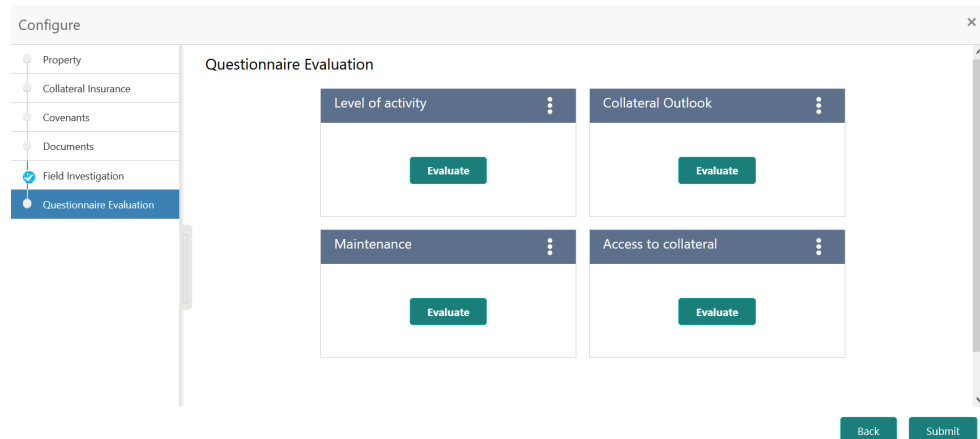 Configure
Property
Collateral Insurance
Covenants
Documents
Field Investigation
Questionnaire Evaluation
Questionnaire Evaluation
Level of activity
Collateral Outlook
Evaluate
Evaluate
Maintenance
Access to collateral
Evaluate
Evaluate
Back
Submit